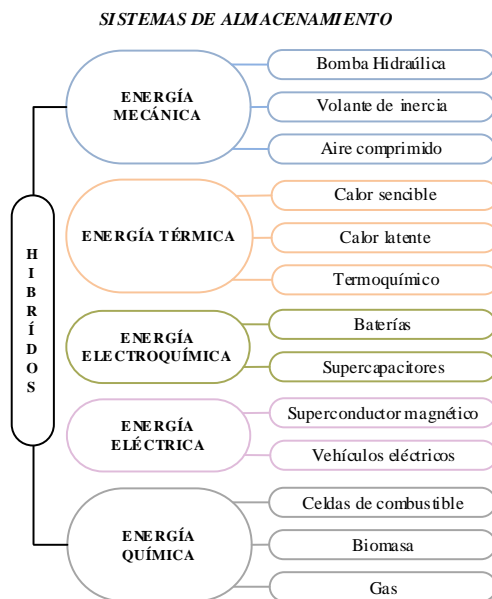 SISTEMAS DE ALMACENAMIENTO
HIBRÍDOS
ENERGÍA
MECÁNICA
Bomba Hidraúlica
Volante de inercia
Aire comprimido
ENERGÍA TÉRMICA
Calor sencible
Calor latente
Termoquímico
ENERGÍA
ELECTROQUÍMICA
Baterías
Supercapacitores
ENERGÍA
ELÉCTRICA
Superconductor magnético
Vehículos eléctricos
ENERGÍA
QUÍMICA
Celdas de combustible
Biomasa
Gas